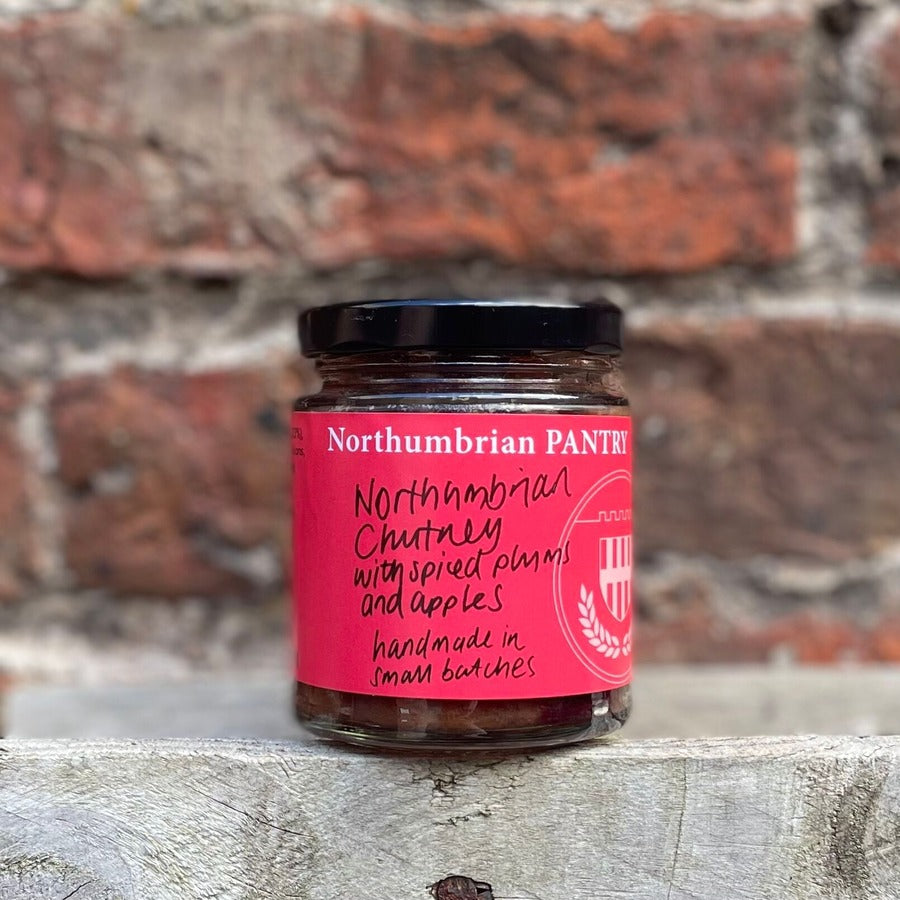 Northumbrian PANTRY
Northumbrian
Chutney
with spiced plums
and apples
handmade in
small batches